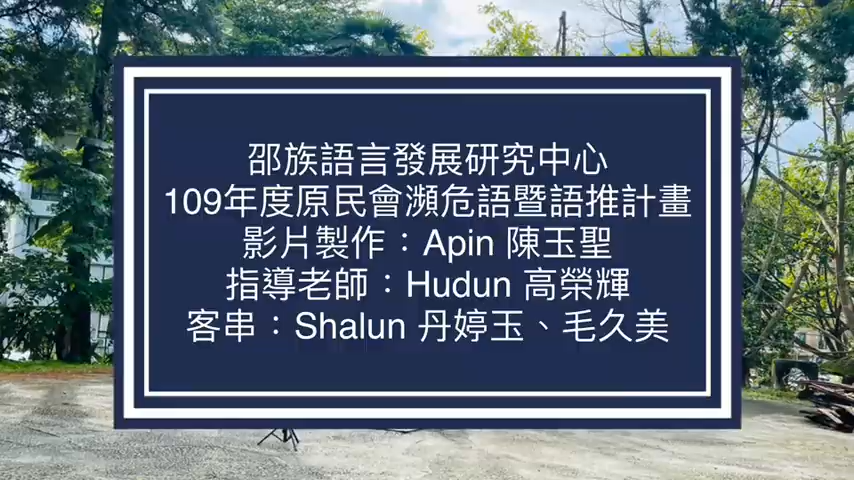 邵族語言發展研究中心
109年度原民會瀕危語暨語推計畫
影片製作：Apin 陳玉聖
指導老師：Hudun 高榮輝
客串：Shalun 丹婷玉、毛久美